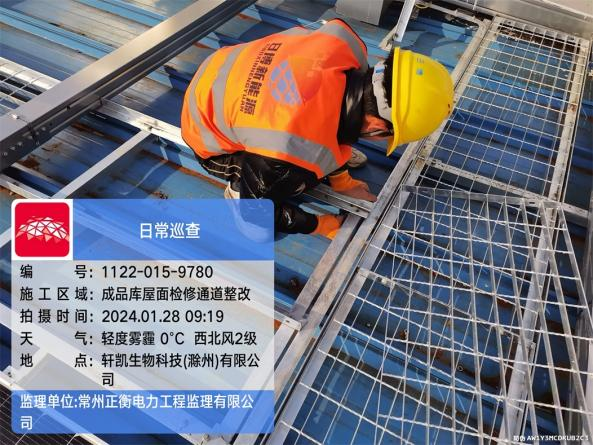 日博新能源
日常巡查
编号：1122-015-9780
施工区域：成品库屋面检修通道整改
拍摄时间：2024.01.28 09:19
天气：轻度雾霾 0℃ 西北风2级
地点：轩凯生物科技(滁州)有限公
司
监理单位:常州正衡电力工程监理有限公
司
AW1Y3MCDKUB2C3